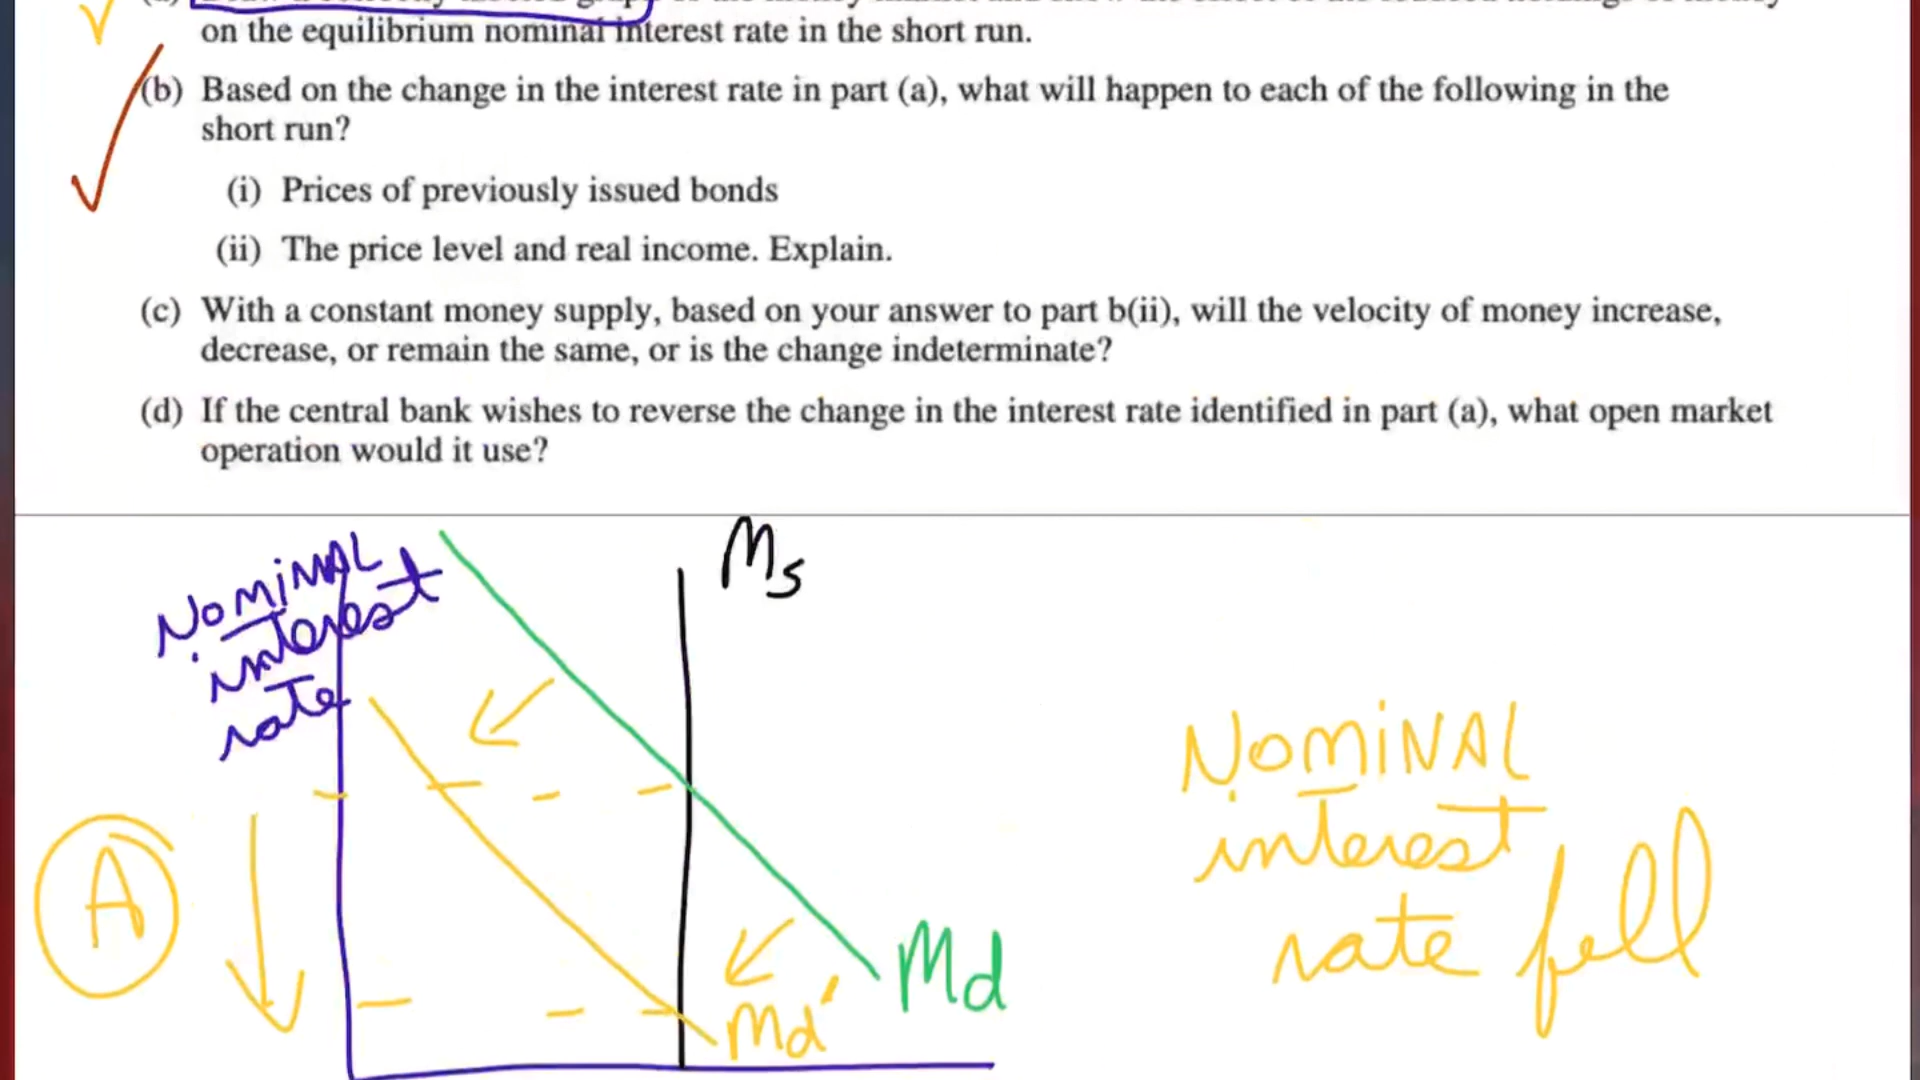 on the equilibrium nominal interest rate in the short run.
(b) Based on the change in the interest rate in part (a), what will happen to each of the following in the
short run?
(i) Prices of previously issued bonds
(ii) The price level and real income. Explain.
(c) With a constant money supply, based on your answer to part b(ii), will the velocity of money increase,
decrease, or remain the same, or is the change indeterminate?
(d) If the central bank wishes to reverse the change in the interest rate identified in part (a), what open market
operation would it use?
Ms
NOMiNAL
interest
rate
NOMiNAL
interest
rate fell
A
Md
Md'